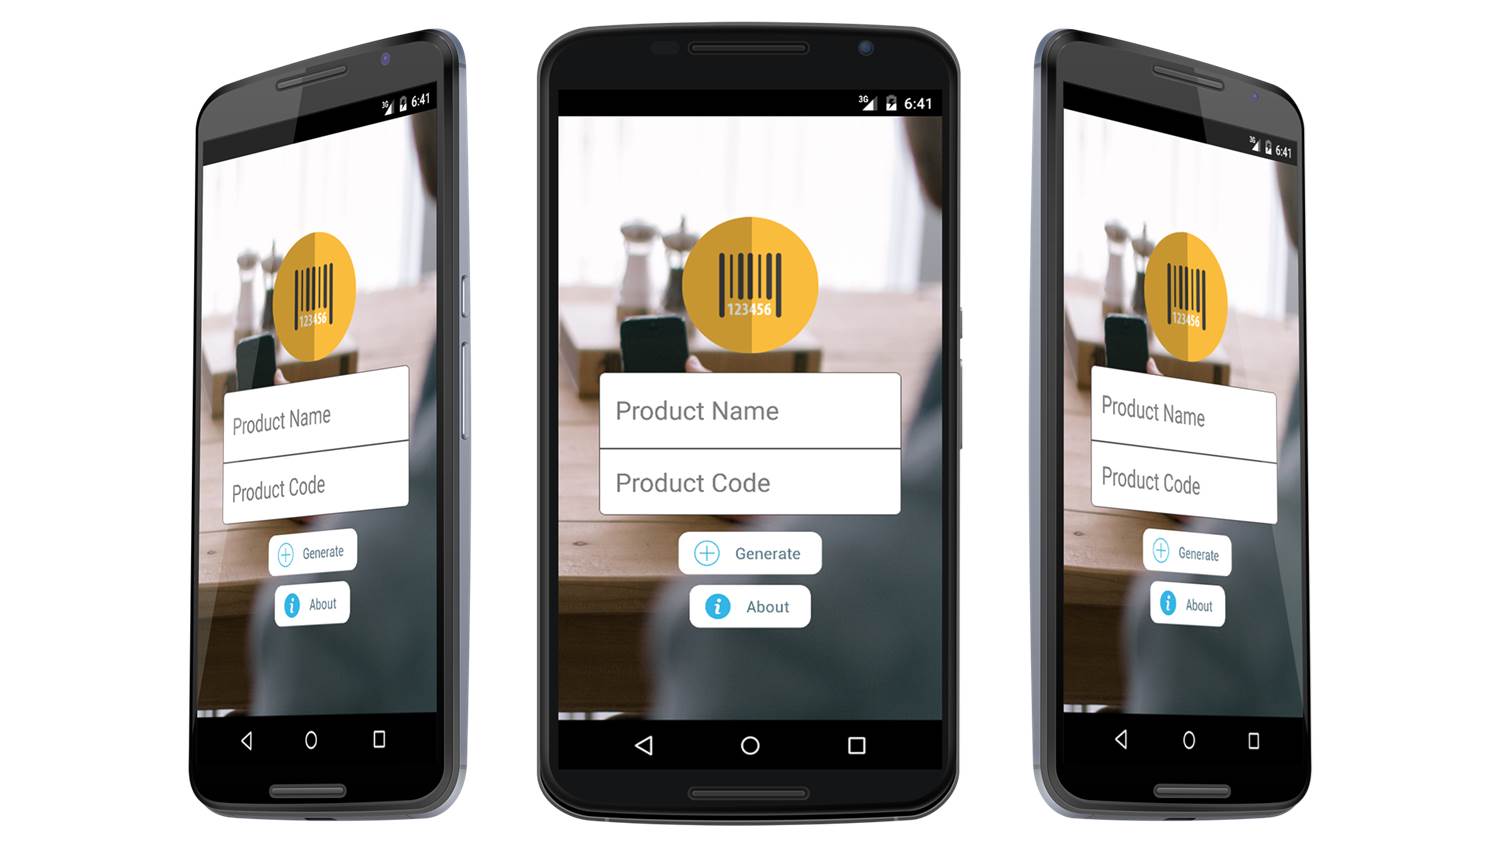 3G 6:41
123456
Product Name
Product Code
Generate
i About
3G 6:41
123456
Product Name
Product Code
Generate
i About
3G 6:41
123456
Product Name
Product Code
Generate
i About